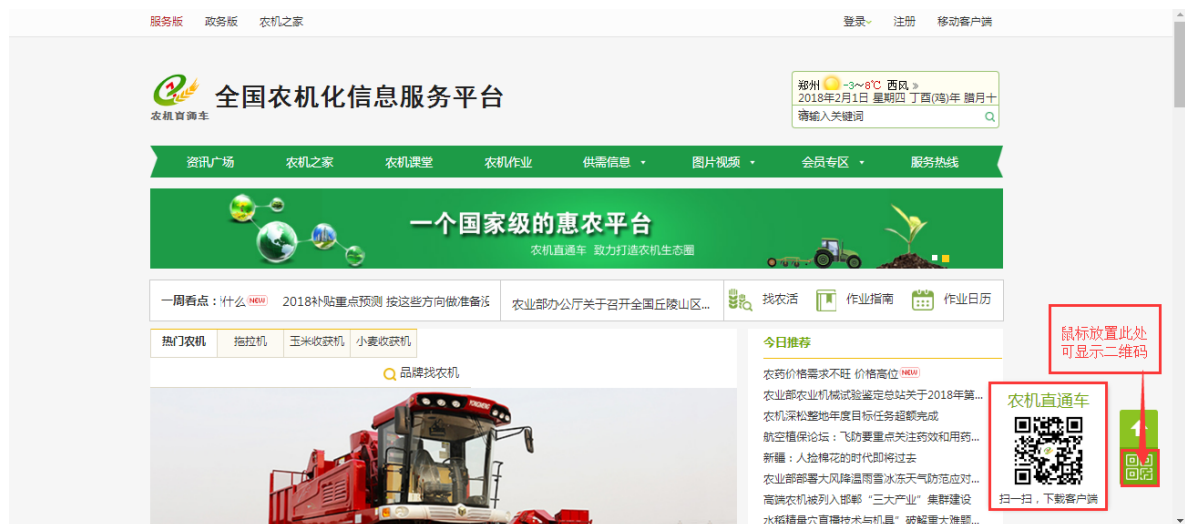 服务版 政务版 农机之家 登录 注册 移动客户端
农机直通车
全国农机化信息服务平台
郑州 -3~8℃ 西风 »
2018年2月1日 星期四 丁酉(鸡)年 腊月十
请输入关键词
资讯广场 农机之家 农机课堂 农机作业 供需信息 图片视频 会员专区 服务热线
一个国家级的惠农平台
农机直通车 致力打造农机生态圈
一周看点： 什么 NEW 2018补贴重点预测 按这些方向做准备没
农业部办公厅关于召开全国丘陵山区...
找农活 作业指南 作业日历
热门农机 拖拉机 玉米收获机 小麦收获机
品牌找农机
今日推荐
农药价格需求不旺 价格高位 NEW
农业部农业机械试验鉴定总站关于2018年第...
农机深松整地年度目标任务超额完成
航空植保论坛：飞防要重点关注药效和用药...
新疆：人捡棉花的时代即将过去
农业部部署大风降温雨雪冰冻天气防范应对...
高端农机被列入邯郸“三大产业”集群建设
水稻精量穴直播技术与机具”破解重大难题...
鼠标放置此处
可显示二维码
农机直通车
扫一扫，下载客户端